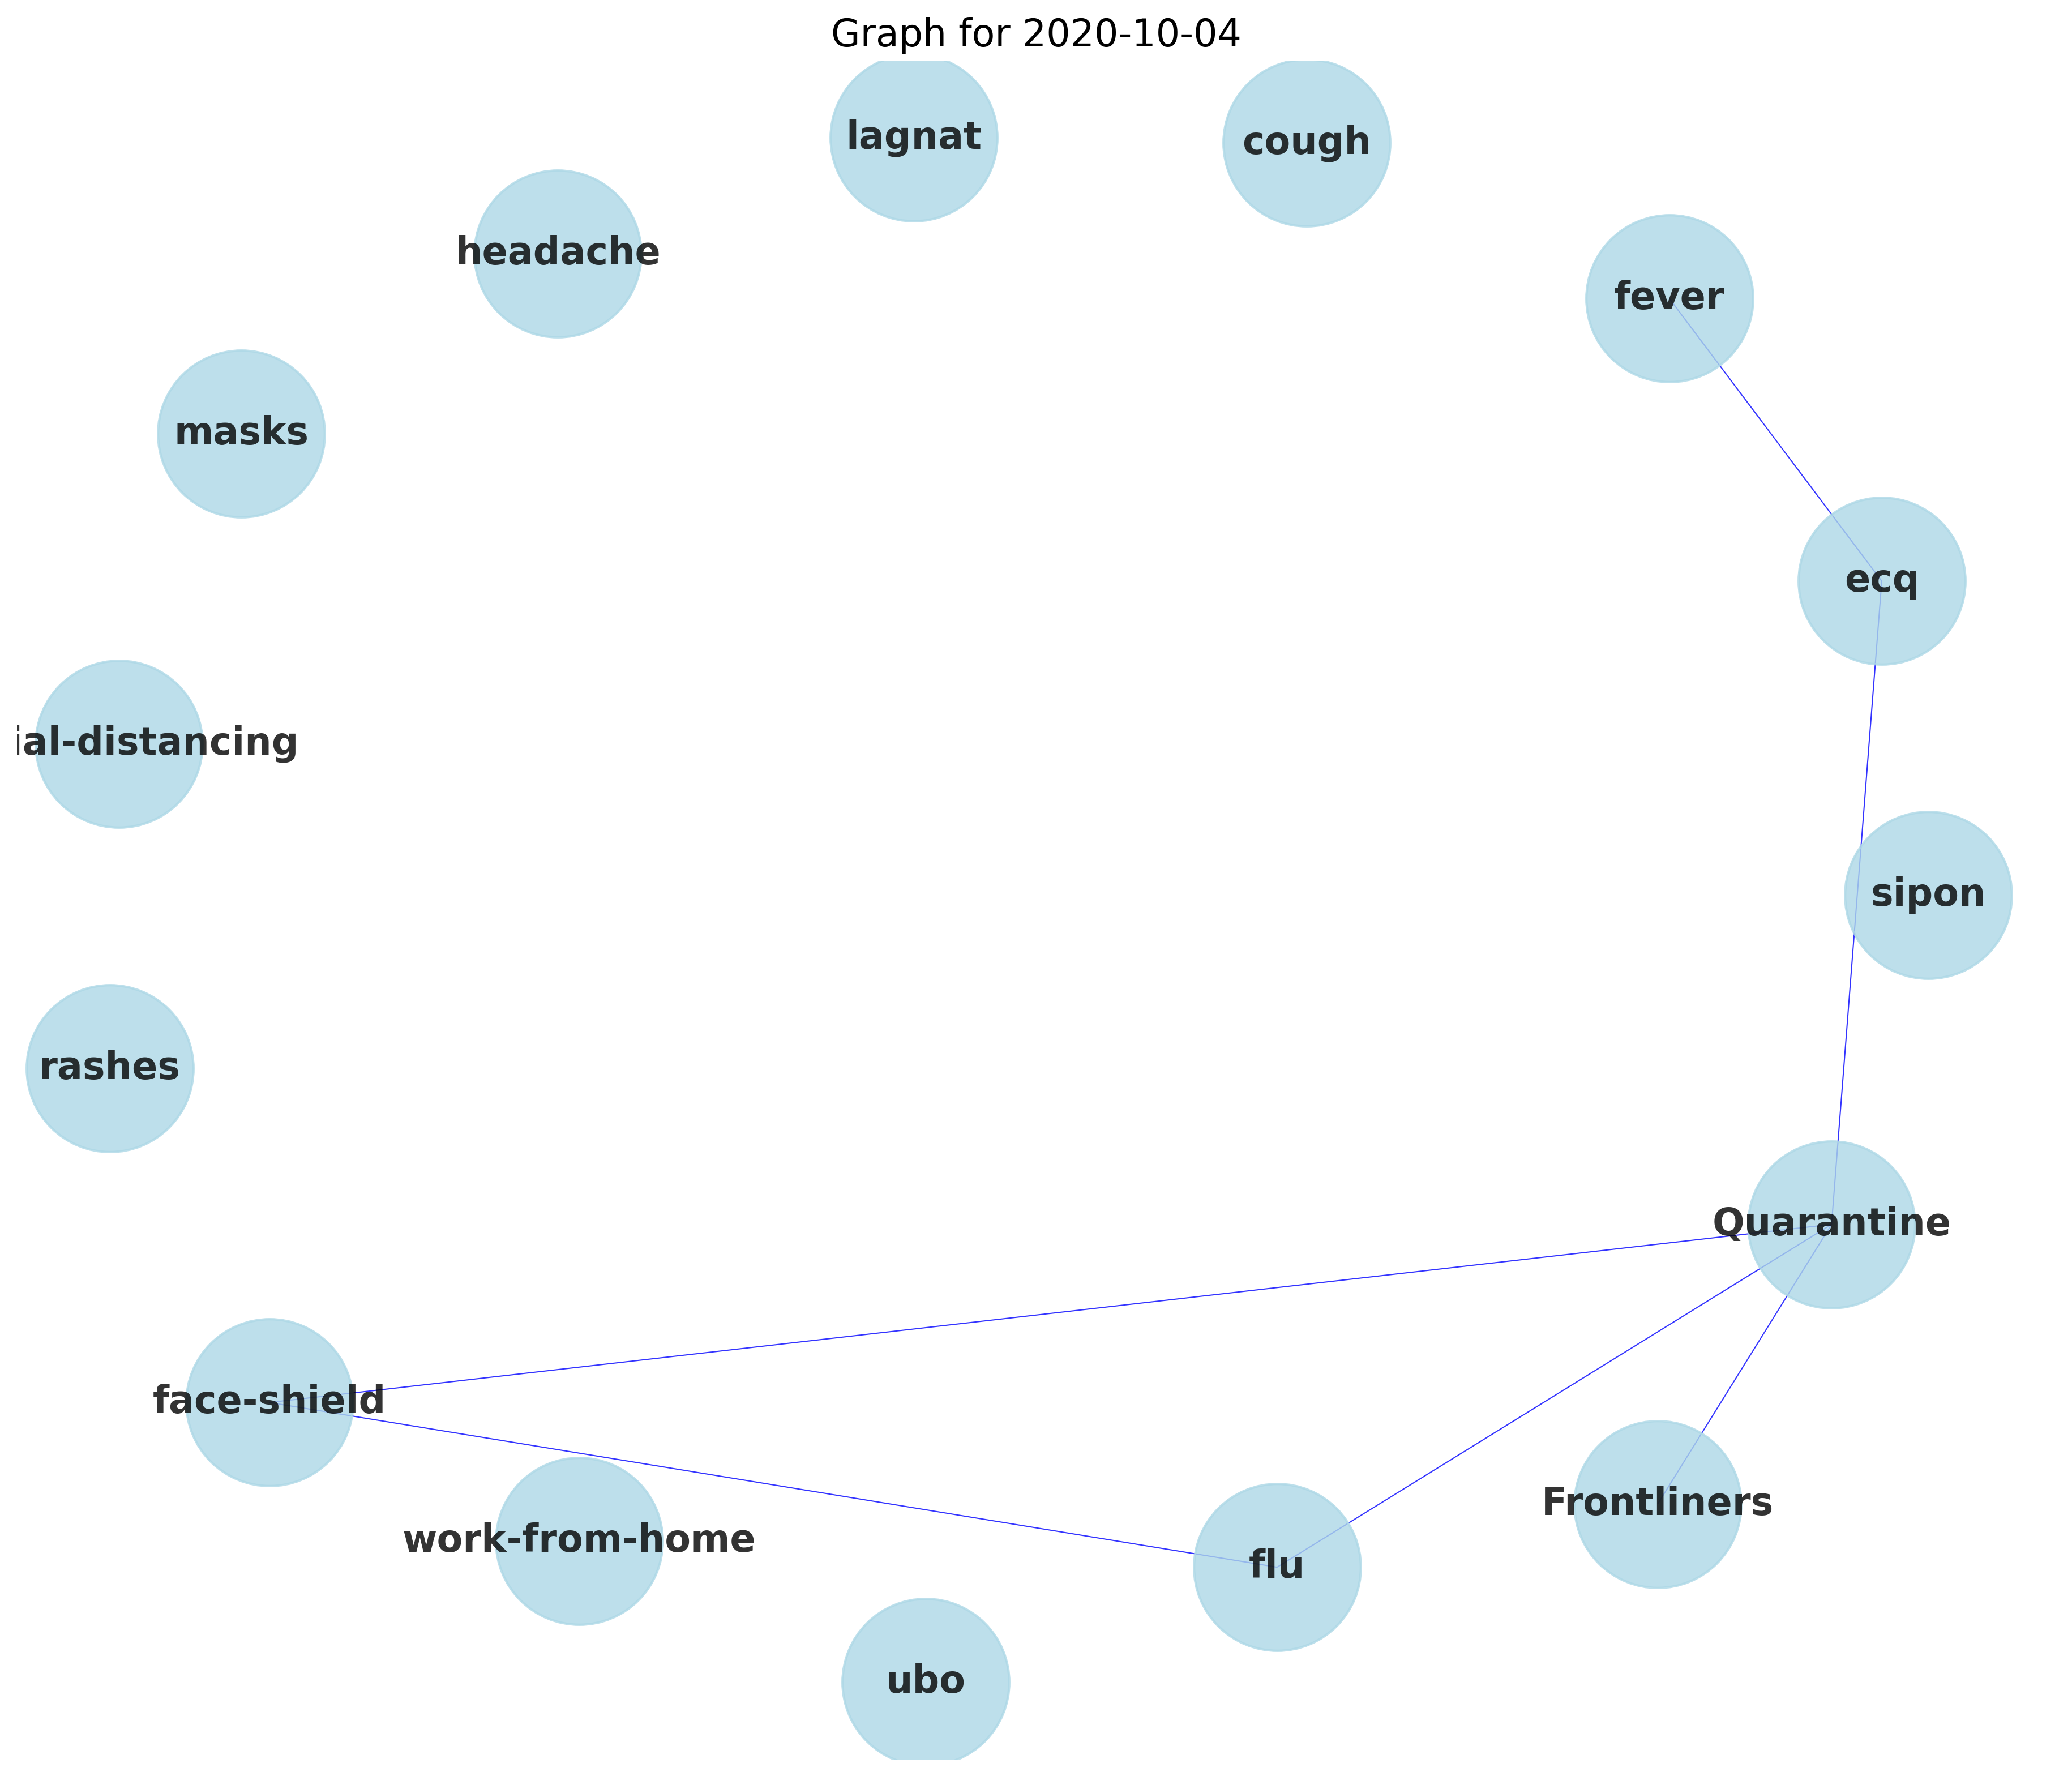 Graph for 2020-10-04
lagnat
cough
headache
fever
masks
ecq
ial-distancing
sipon
rashes
Quarantine
face-shield
Frontliners
work-from-home
flu
ubo